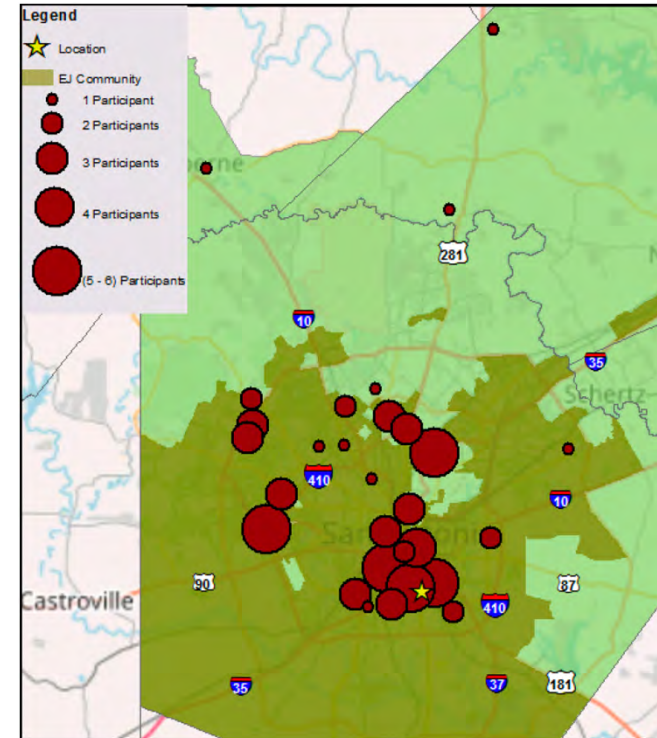 Legend
Location
EJ Community
1 Participant
2 Participants
3 Participants
4 Participants
(5 - 6) Participants
281
10
35
Schertz
410
10
90
87
Castroville
410
35
37
181